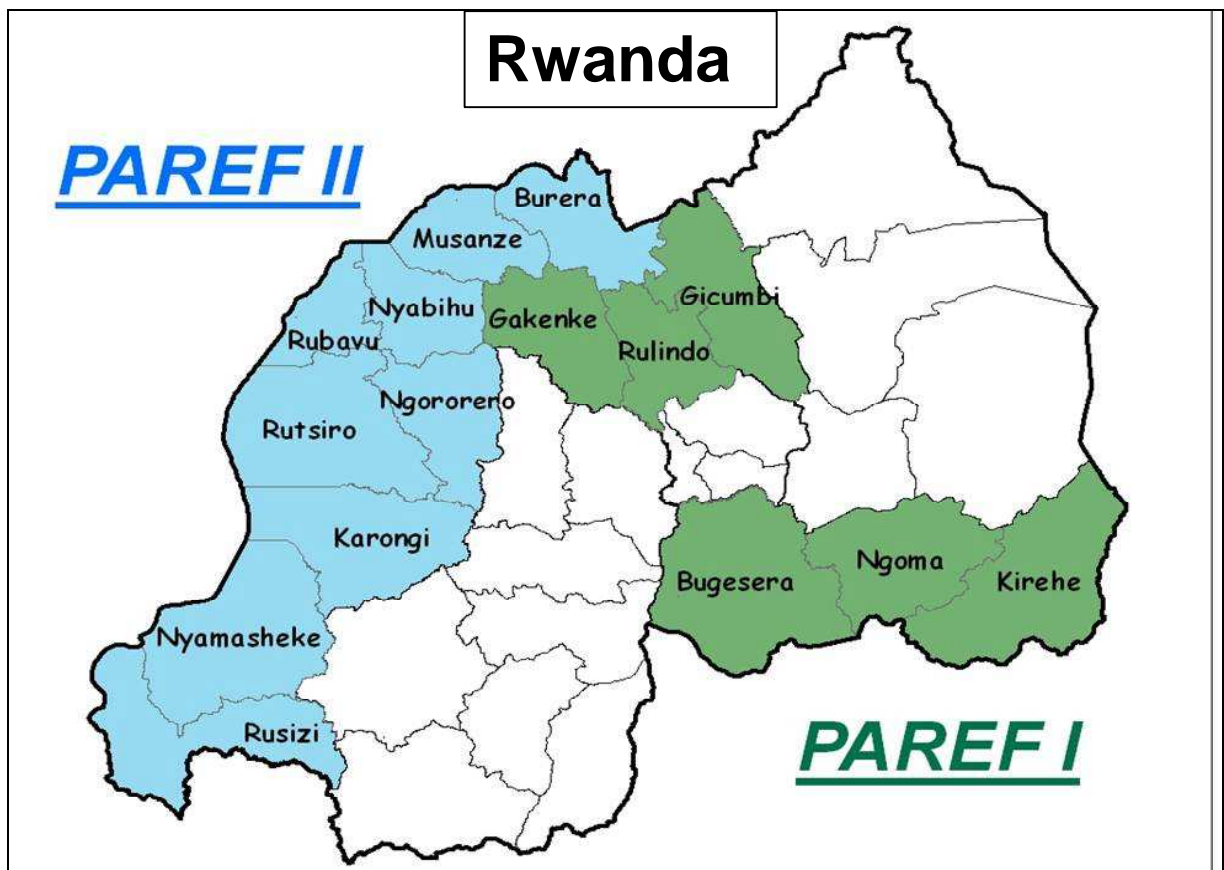 Rwanda
PAREF II
Burera
Musanze
Nyabihu
Gicumbi
Gakenke
Rubavu
Rulindo
Ngororero
Rutsiro
Karongi
Ngoma
Bugesera
Kirehe
Nyamasheke
Rusizi
PAREF I